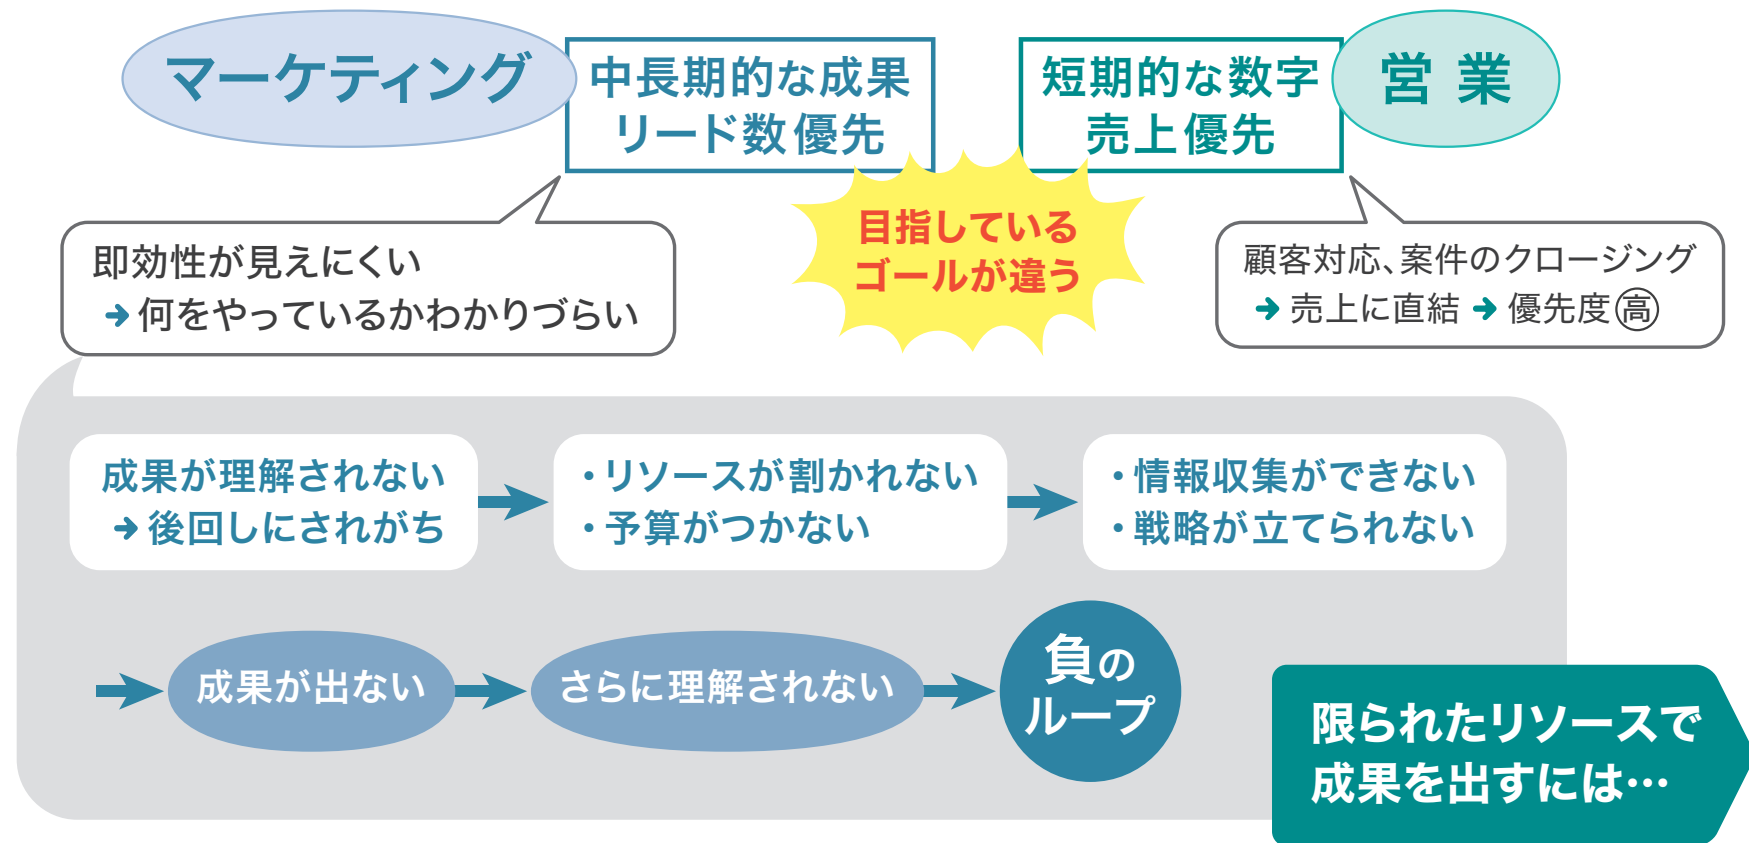 マーケティング
中長期的な成果
リード数優先
短期的な数字
売上優先
営業
目指している
ゴールが違う
即効性が見えにくい
➜何をやっているかわかりづらい
顧客対応、案件のクロージング
➜売上に直結➜優先度高
成果が理解されない
➜後回しにされがち
・リソースが割かれない
・予算がつかない
・情報収集ができない
・戦略が立てられない
成果が出ない
さらに理解されない
負の
ループ
限られたリソースで
成果を出すには…